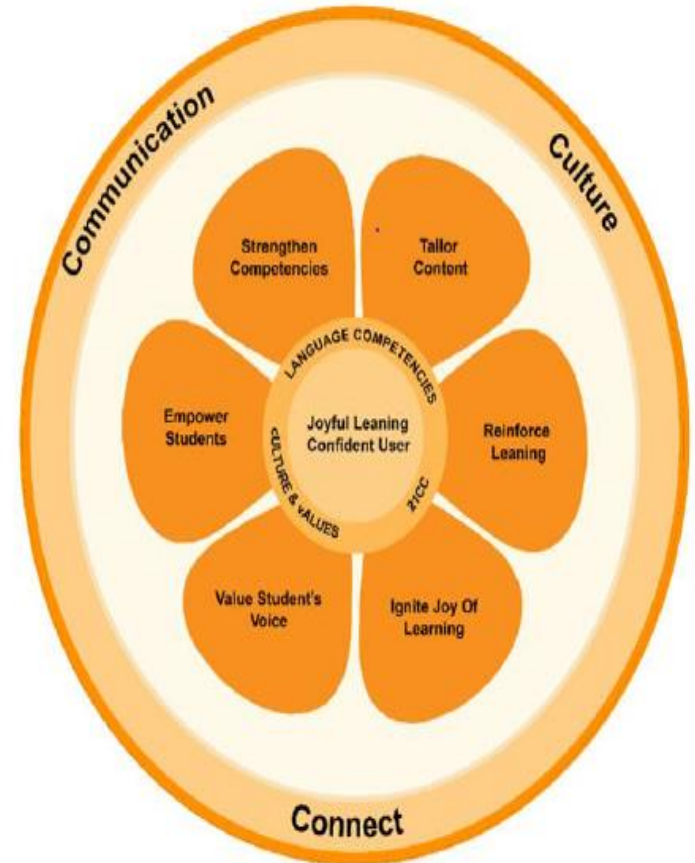 Communication
Culture
Strengthen
Competencies
Tallor
Content
Empower
Students
Reinforce
Leaning
Value Student's
Voice
Ignite Joy Of
Learning
LANGUAGE COMPETENCIES
CULTURE & vALUES
21CC
Joyful Leaning
Confident User
Connect